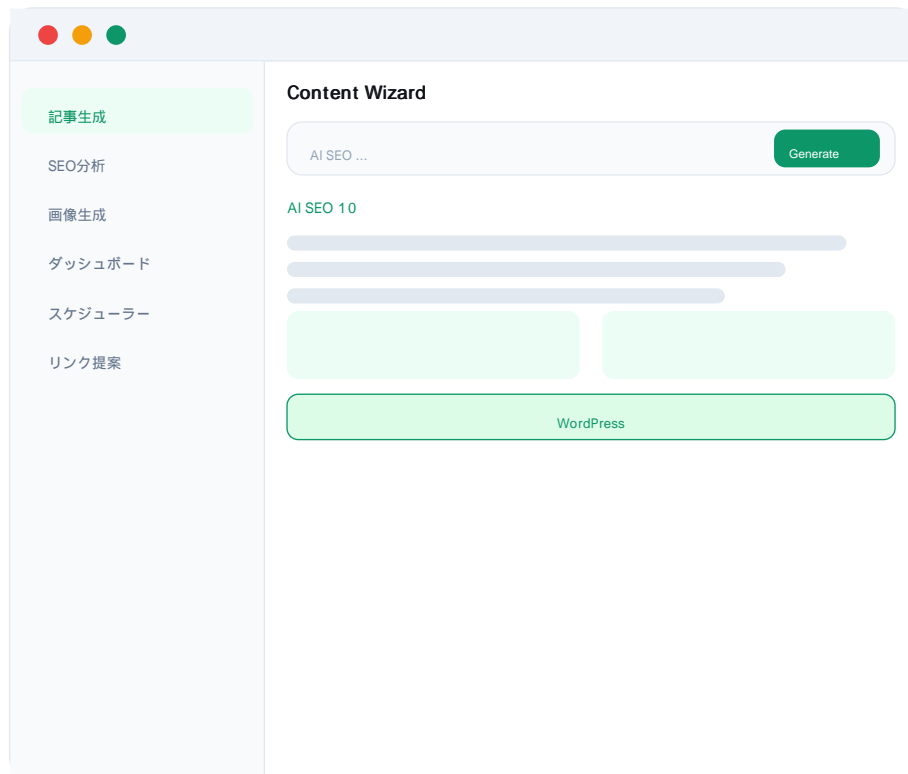 記事生成
SEO分析
画像生成
ダッシュボード
スケジューラー
リンク提案
Content Wizard
AI SEO ...
Generate
AI SEO 10
WordPress